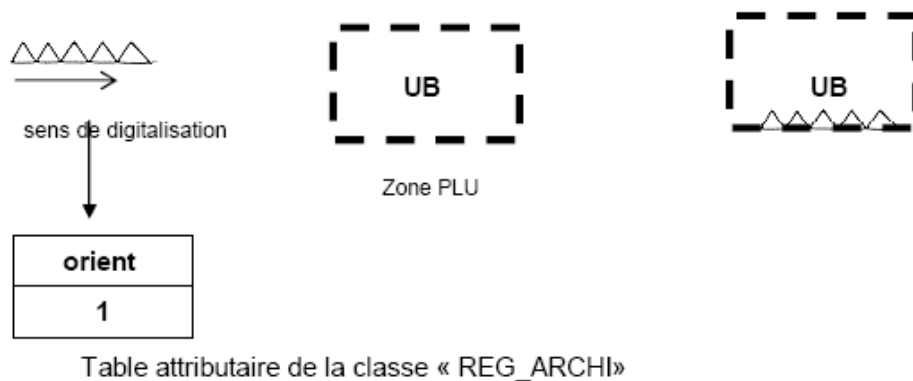 UB
UB
sens de digitalisation
Zone PLU
orient
1
Table attributaire de la classe « REG_ARCHI»